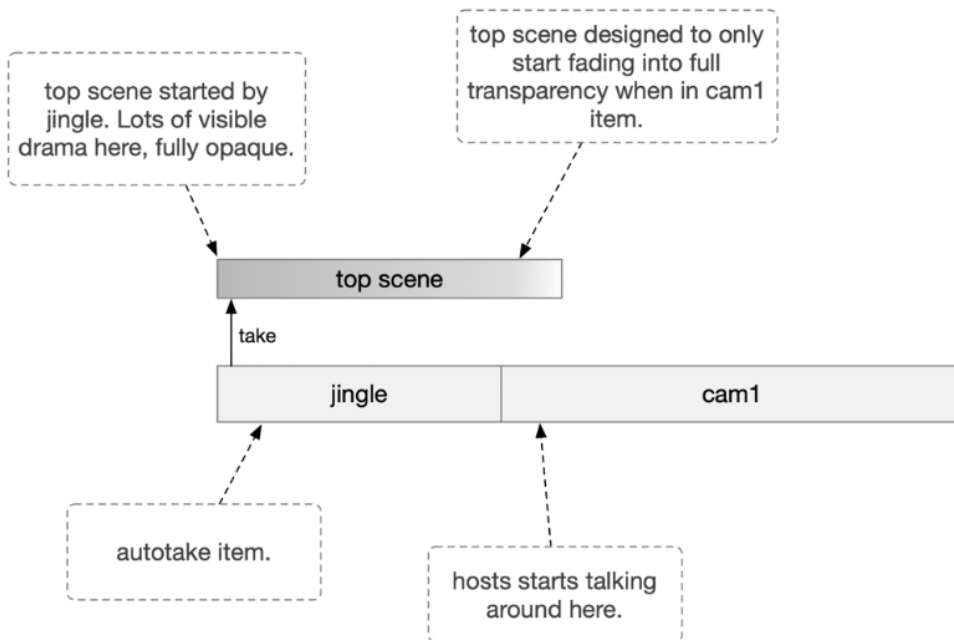 top scene designed to only
start fading into full
transparency when in cam1
item.
top scene started by
jingle. Lots of visible
drama here, fully opaque.
top scene
take
jingle
cam1
autotake item.
hosts starts talking
around here.